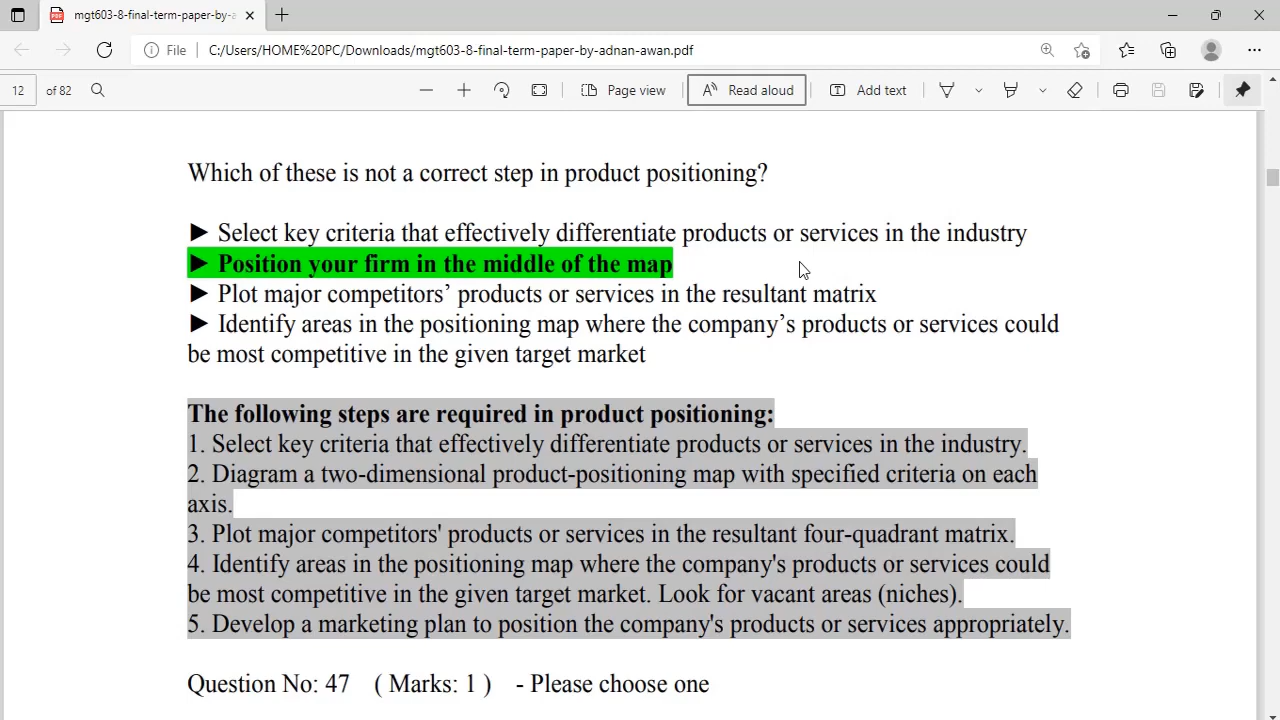 mgt603-8-final-term-paper-by-a
File
C:/Users/HOME%20PC/Downloads/mgt603-8-final-term-paper-by-adnan-awan.pdf
12 of 82
Page view
Read aloud
Add text
Which of these is not a correct step in product positioning?
► Select key criteria that effectively differentiate products or services in the industry
► Position your firm in the middle of the map
► Plot major competitors’ products or services in the resultant matrix
► Identify areas in the positioning map where the company’s products or services could
be most competitive in the given target market
The following steps are required in product positioning:
1. Select key criteria that effectively differentiate products or services in the industry.
2. Diagram a two-dimensional product-positioning map with specified criteria on each
axis.
3. Plot major competitors' products or services in the resultant four-quadrant matrix.
4. Identify areas in the positioning map where the company's products or services could
be most competitive in the given target market. Look for vacant areas (niches).
5. Develop a marketing plan to position the company's products or services appropriately.
Question No: 47 ( Marks: 1 ) - Please choose one